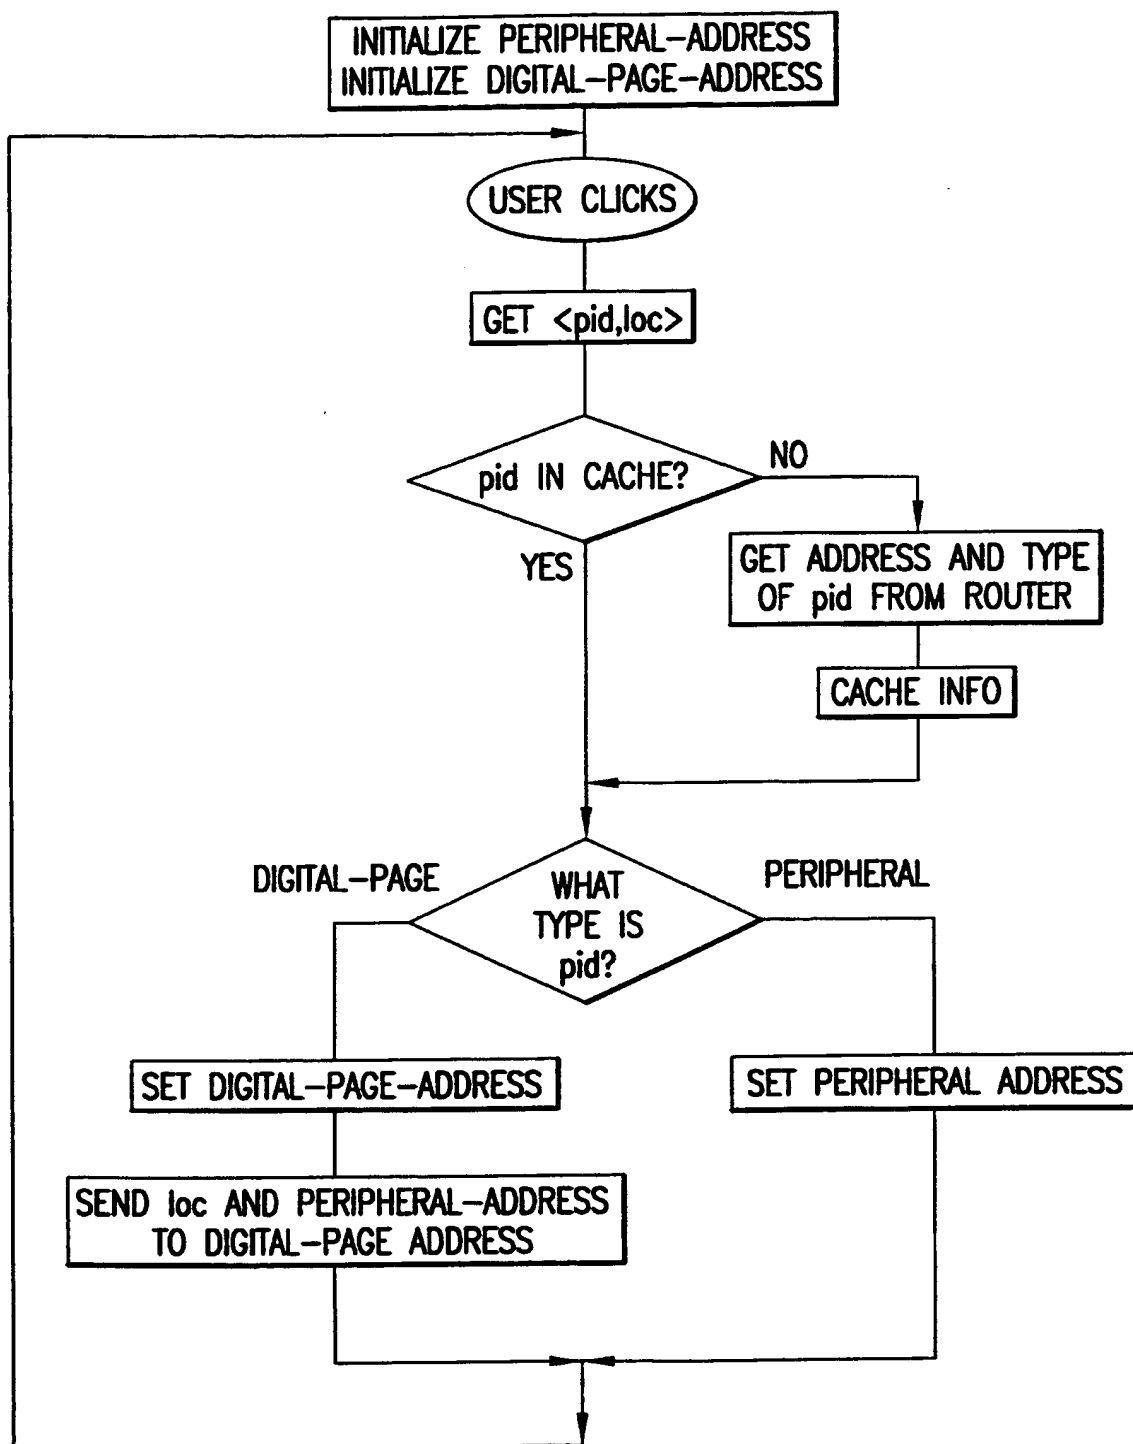 INITIALIZE PERIPHERAL-ADDRESS
INITIALIZE DIGITAL-PAGE-ADDRESS
USER CLICKS
GET <pid,loc>
pid IN CACHE?
NO
YES
GET ADDRESS AND TYPE
OF pid FROM ROUTER
CACHE INFO
DIGITAL-PAGE
WHAT
TYPE IS
pid?
PERIPHERAL
SET DIGITAL-PAGE-ADDRESS
SET PERIPHERAL ADDRESS
SEND loc AND PERIPHERAL-ADDRESS
TO DIGITAL-PAGE ADDRESS